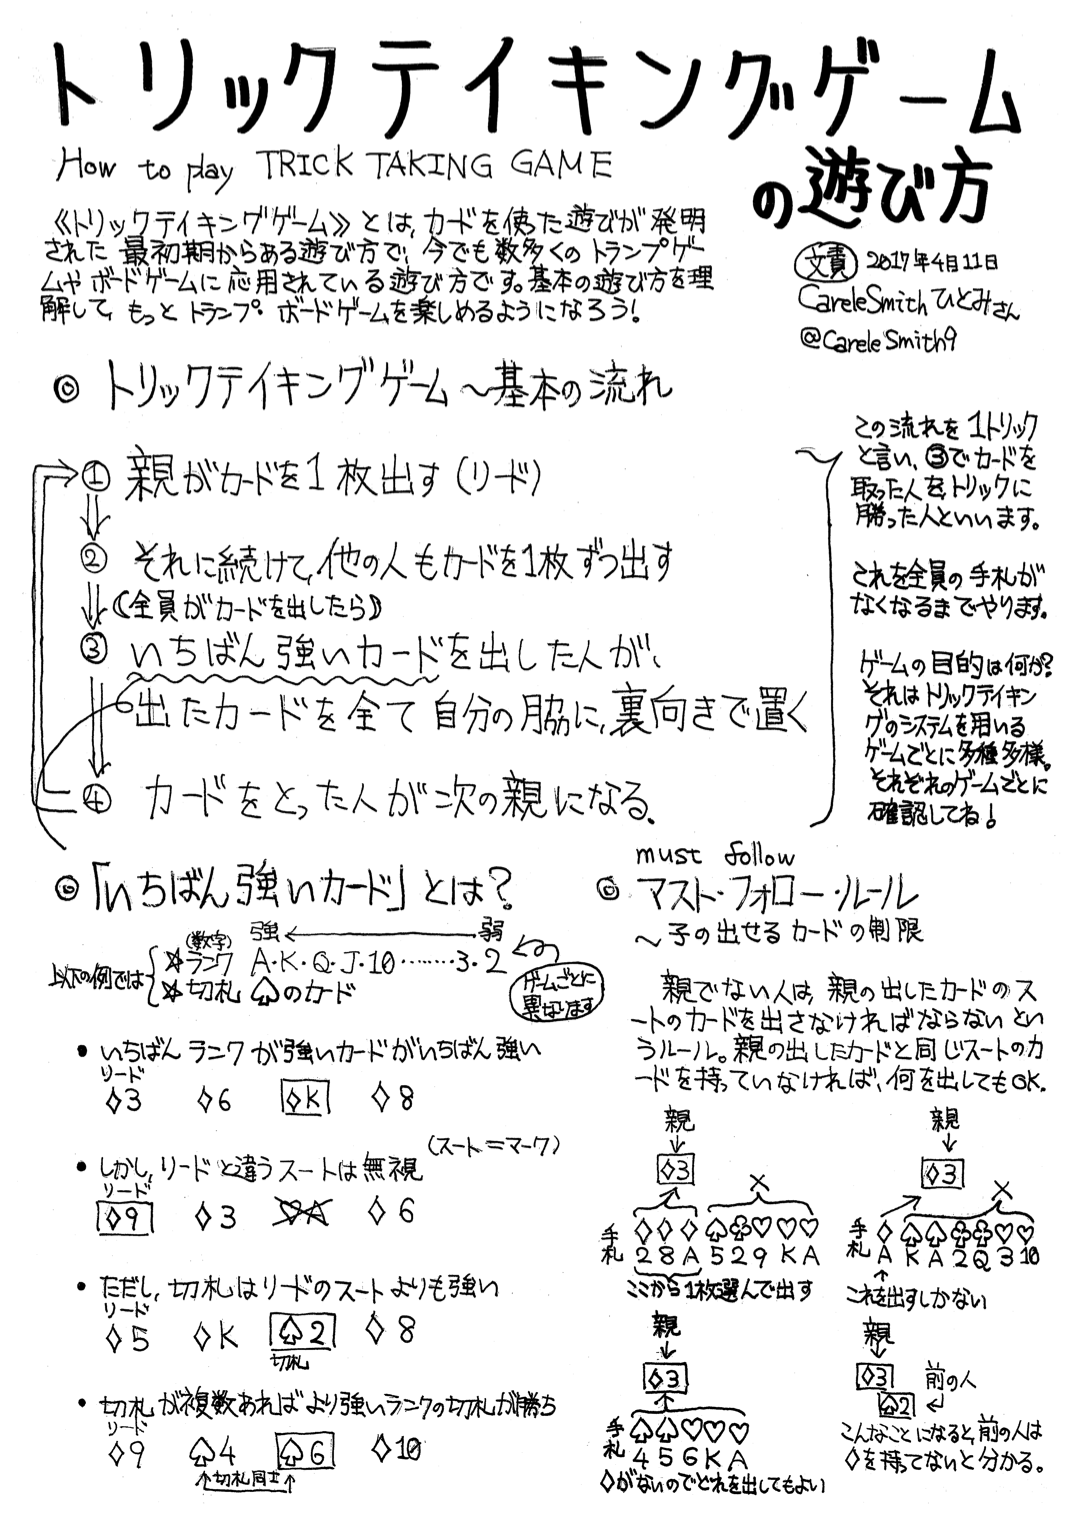 トリックテイキングゲーム
の遊び方
How to play TRICK TAKING GAME
《トリックテイキングゲーム》とは、カードを使った遊びが発明
された最初期からある遊び方で、今でも数多くのトランプゲー
ムやボードゲームに応用されている遊び方です。基本の遊び方を理
解して、もっとトランプ・ボードゲームを楽しめるようになろう!
文責 2017年4月11日
CareleSmithひとみさん
@CareleSmith9
◎ トリックテイキングゲーム〜基本の流れ
① 親がカードを1枚出す(リード)
② それに続けて、他の人もカードを1枚ずつ出す
《全員がカードを出したら》
③ いちばん強いカードを出した人が、
出たカードを全て自分の脇に、裏向きで置く
④ カードをとった人が次の親になる。
この流れを1トリック
と言い、③でカードを
取った人を、トリックに
勝った人といいます。
これを全員の手札が
なくなるまでやります。
ゲームの目的は何か?
それはトリックテイキン
グのシステムを用いる
ゲームごとに多種多様。
それぞれのゲームごとに
確認してね!
◎「いちばん強いカード」とは?
以下の例では
強 ← 弱
☆ランク(数字) A・K・Q・J・10………3・2
☆切札 ♤のカード
ゲームごとに
異なります
• いちばんランクが強いカードがいちばん強い
リード
♢3 ♢6 ♢K ♢8
(スート=マーク)
• しかし、リードと違うスートは無視
リード
♢9 ♢3 ♡A ♢6
• ただし、切札はリードのスートよりも強い
リード
♢5 ♢K ♤2 ♢8
切札
• 切札が複数あればより強いランクの切札が勝ち
リード
♢9 ♤4 ♤6 ♢10
↑切札同士↑
must follow
◎ マスト・フォロー・ルール
〜子の出せるカードの制限
親でない人は、親の出したカードのス
ートのカードを出さなければならないとい
うルール。親の出したカードと同じスートのカ
ードを持っていなければ、何を出してもOK.
親
↓
♢3
×
手札
♢♢♢♤♧♡♡♡
2 8 A 5 2 9 K A
ここから1枚選んで出す
親
↓
♢3
×
手札
♢♤♤♧♧♡♡
A K A 2 Q 3 10
これを出すしかない
親
↓
♢3
手札
♤♤♡♡♡
4 5 6 K A
♢がないのでどれを出してもよい
親
↓
♢3
♤2 ← 前の人
こんなことになると、前の人は
♢を持ってないと分かる。